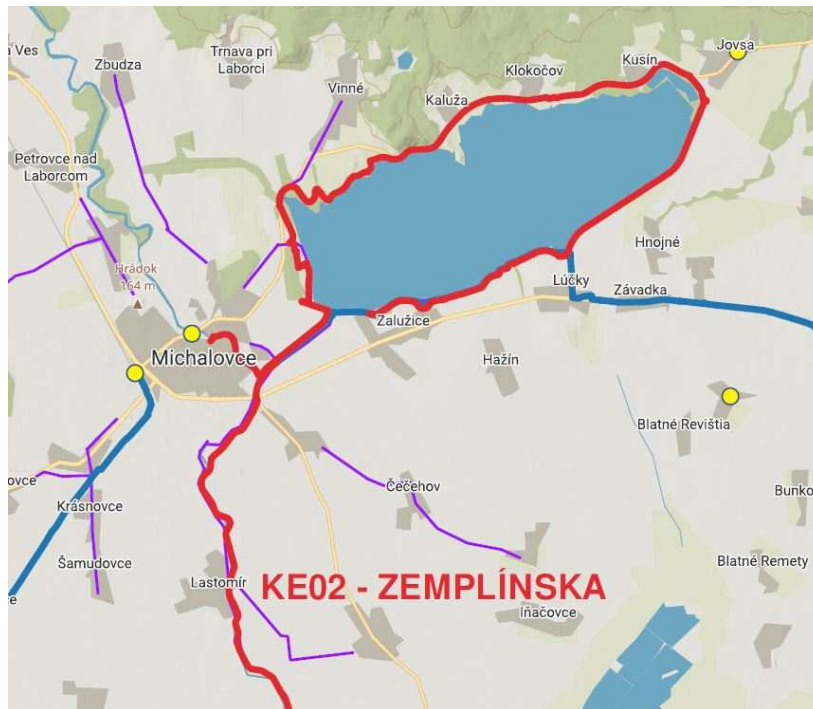 a Ves
Zbudza
Trnava pri
Laborci
Jovsa
Kusín
Klokočov
Vinné
Kaluža
Petrovce nad
Laborcom
Hnojné
Hrádok
164 m
Lúčky
Závadka
Zalužice
Michalovce
Hažín
Blatné Revištia
ovce
Čečehov
Bunko
Krásnovce
Šamudovce
Blatné Remety
Lastomír
KE02 - ZEMPLÍNSKA
Iňačovce
ce